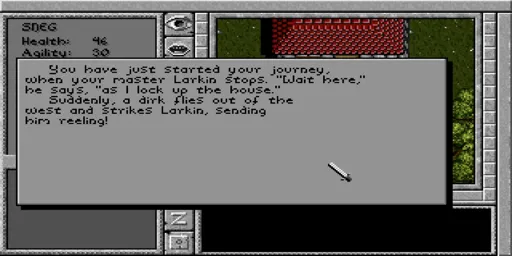 SNEG
Health: 46
Agility: 30
You have just started your journey,
when your master Larkin stops. "Wait here,"
he says, "as I lock up the house."
Suddenly, a dirk flies out of the
west and strikes Larkin, sending
him reeling!
Z